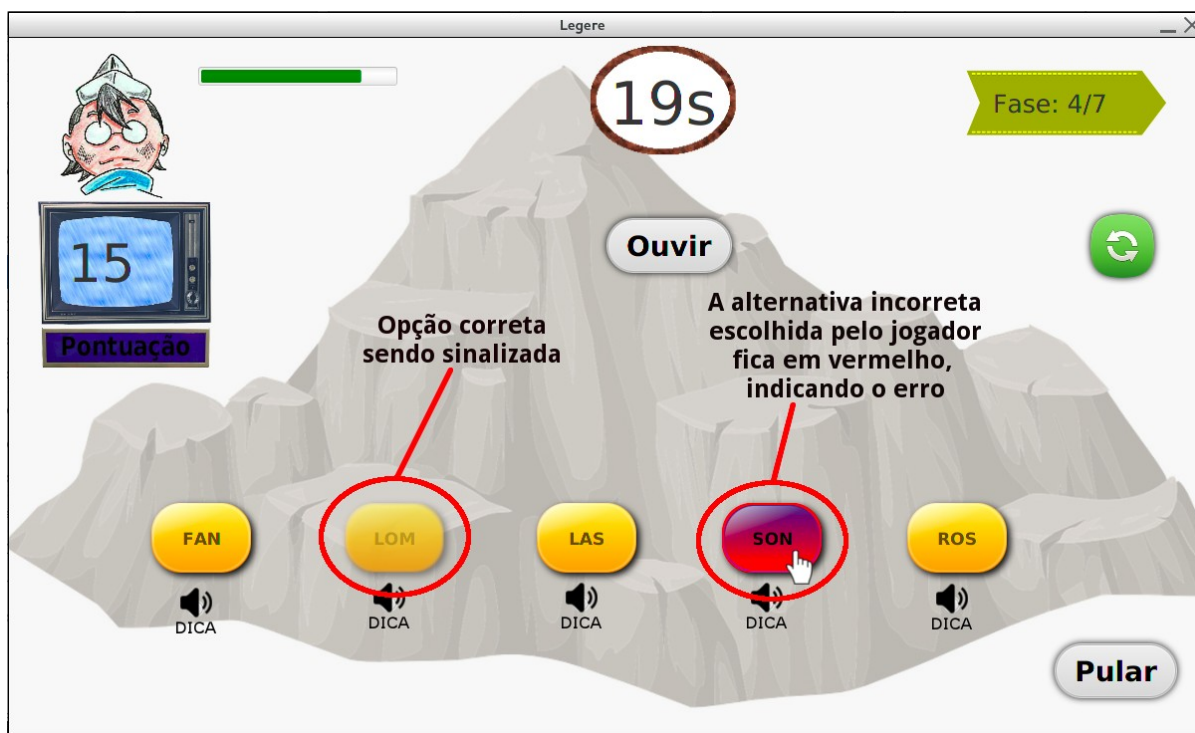 Legere
19s
Fase: 4/7
15
Pontuação
Ouvir
Opção correta
sendo sinalizada
A alternativa incorreta
escolhida pelo jogador
fica em vermelho,
indicando o erro
FAN
LOM
LAS
SON
ROS
DICA
DICA
DICA
DICA
DICA
Pular